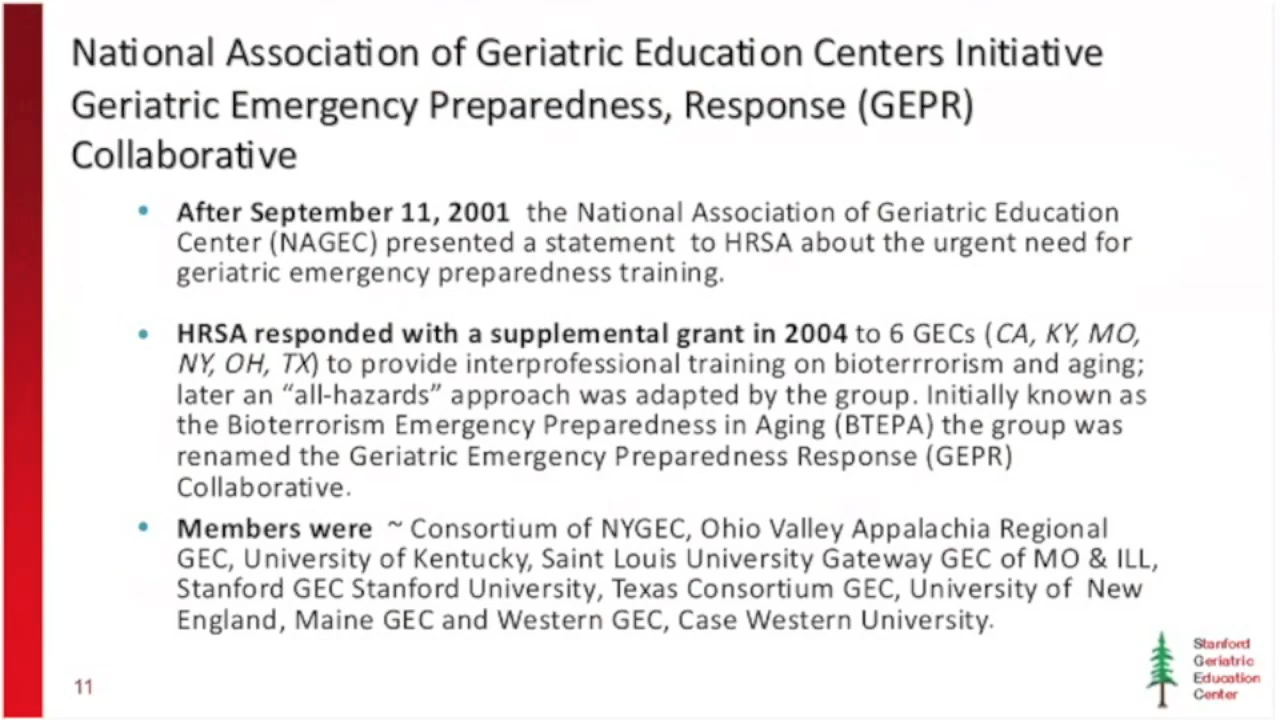 National Association of Geriatric Education Centers Initiative
Geriatric Emergency Preparedness, Response (GEPR)
Collaborative
• After September 11, 2001 the National Association of Geriatric Education
Center (NAGEC) presented a statement to HRSA about the urgent need for
geriatric emergency preparedness training.
• HRSA responded with a supplemental grant in 2004 to 6 GECs (CA, KY, MO,
NY, OH, TX) to provide interprofessional training on bioterrrorism and aging;
later an “all-hazards” approach was adapted by the group. Initially known as
the Bioterrorism Emergency Preparedness in Aging (BTEPA) the group was
renamed the Geriatric Emergency Preparedness Response (GEPR)
Collaborative.
• Members were ~ Consortium of NYGEC, Ohio Valley Appalachia Regional
GEC, University of Kentucky, Saint Louis University Gateway GEC of MO & ILL,
Stanford GEC Stanford University, Texas Consortium GEC, University of New
England, Maine GEC and Western GEC, Case Western University.
11
Stanford
Geriatric
Education
Center